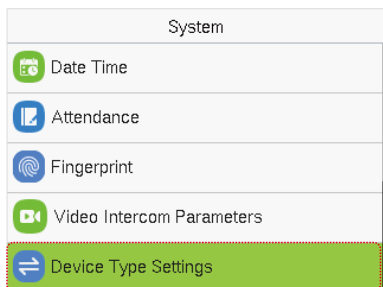 System
Date Time
Attendance
Fingerprint
Video Intercom Parameters
Device Type Settings